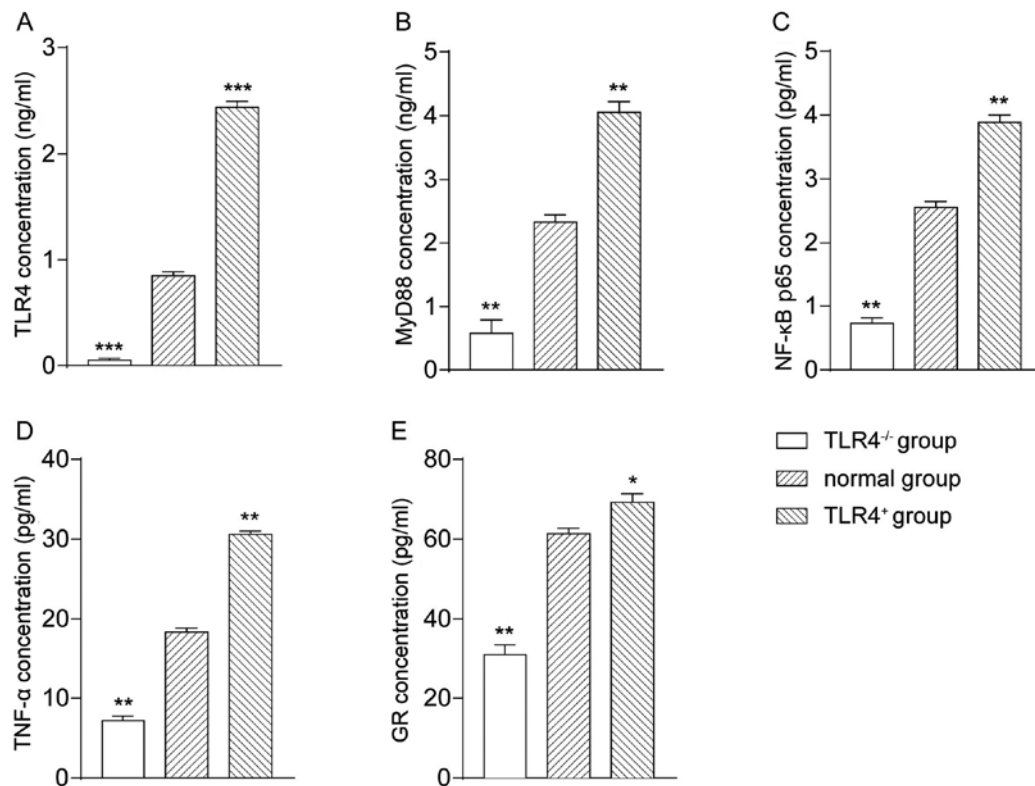 A
TLR4 concentration (ng/ml)
3
2
1
0
***
***
B
MyD88 concentration (ng/ml)
5
4
3
2
1
0
**
**
C
NF-κB p65 concentration (pg/ml)
5
4
3
2
1
0
**
**
D
TNF-α concentration (pg/ml)
40
30
20
10
0
**
**
E
GR concentration (pg/ml)
80
60
40
20
0
**
*
TLR4-/- group
normal group
TLR4+ group